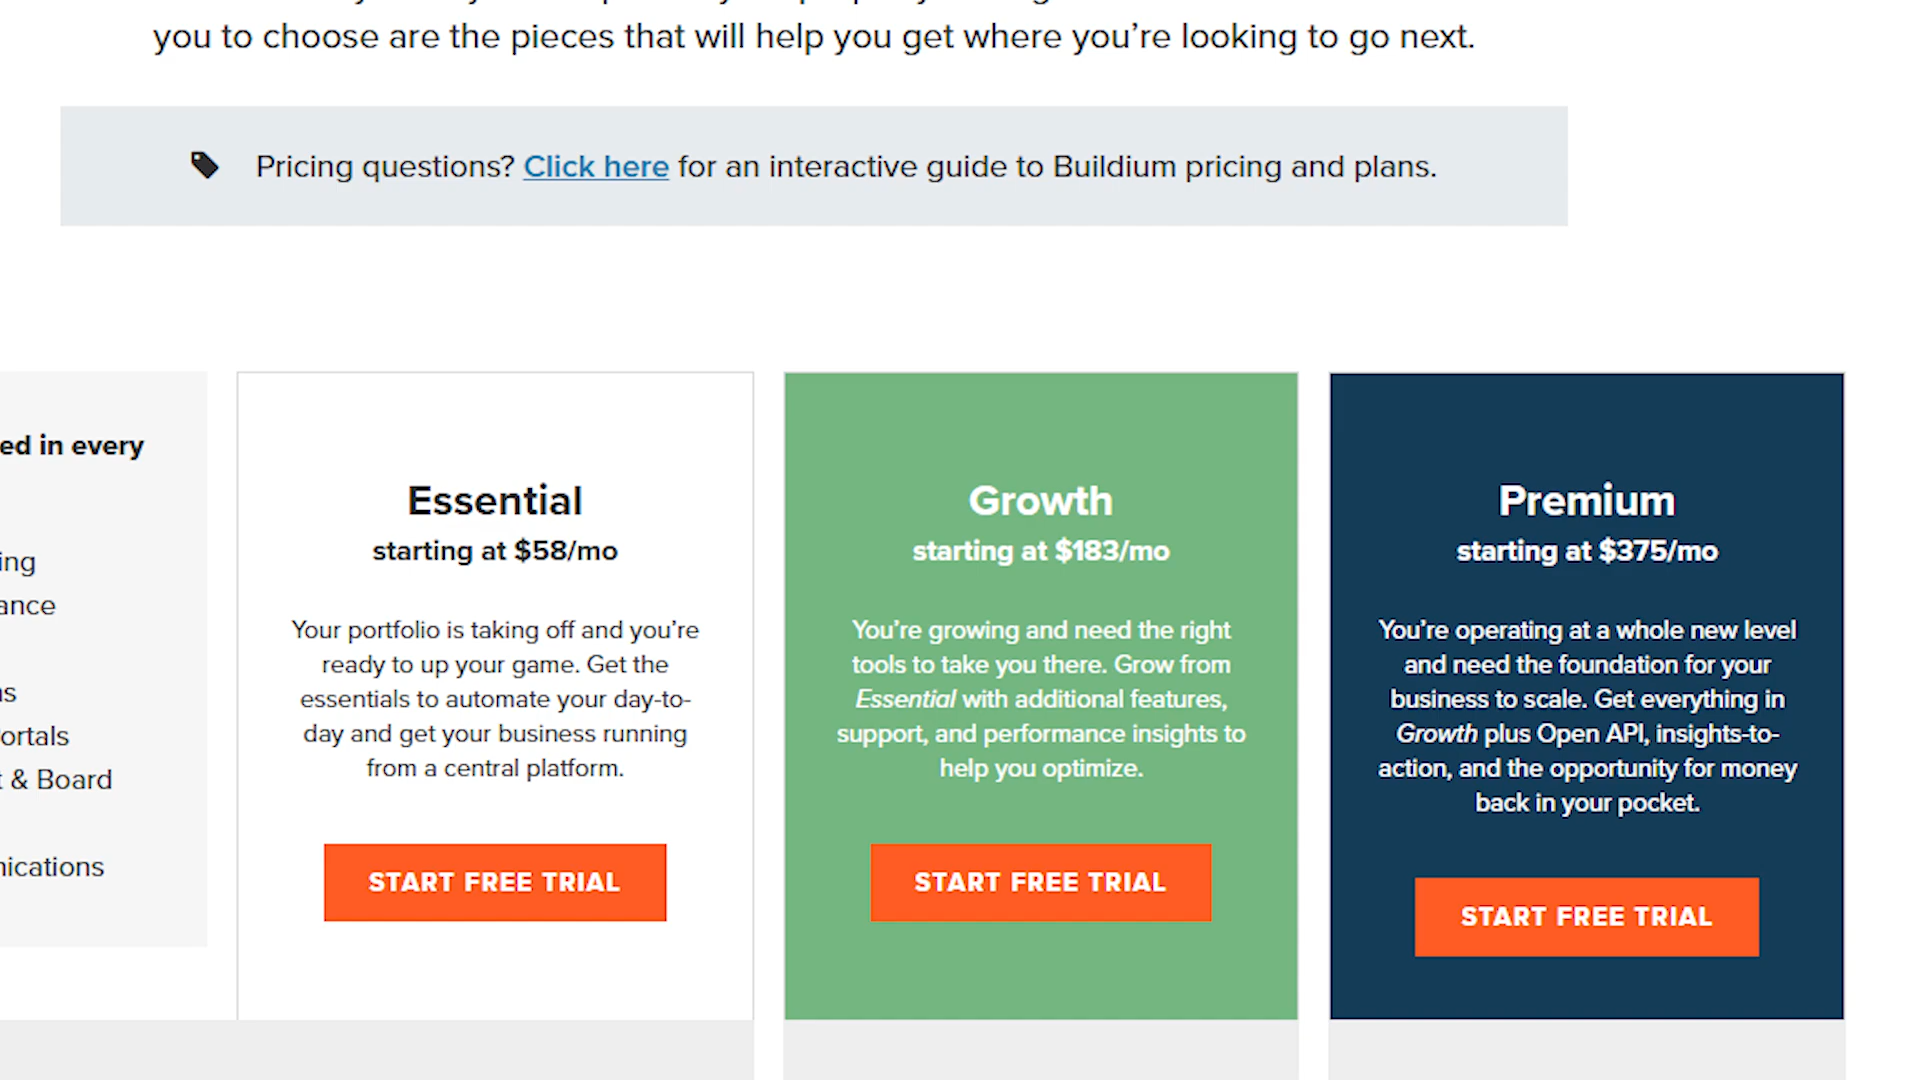 you to choose are the pieces that will help you get where you’re looking to go next.
Pricing questions? Click here for an interactive guide to Buildium pricing and plans.
ed in every
ing
ance
s
ortals
& Board
nications
Essential
starting at $58/mo
Your portfolio is taking off and you’re
ready to up your game. Get the
essentials to automate your day-to-
day and get your business running
from a central platform.
START FREE TRIAL
Growth
starting at $183/mo
You’re growing and need the right
tools to take you there. Grow from
Essential with additional features,
support, and performance insights to
help you optimize.
START FREE TRIAL
Premium
starting at $375/mo
You’re operating at a whole new level
and need the foundation for your
business to scale. Get everything in
Growth plus Open API, insights-to-
action, and the opportunity for money
back in your pocket.
START FREE TRIAL